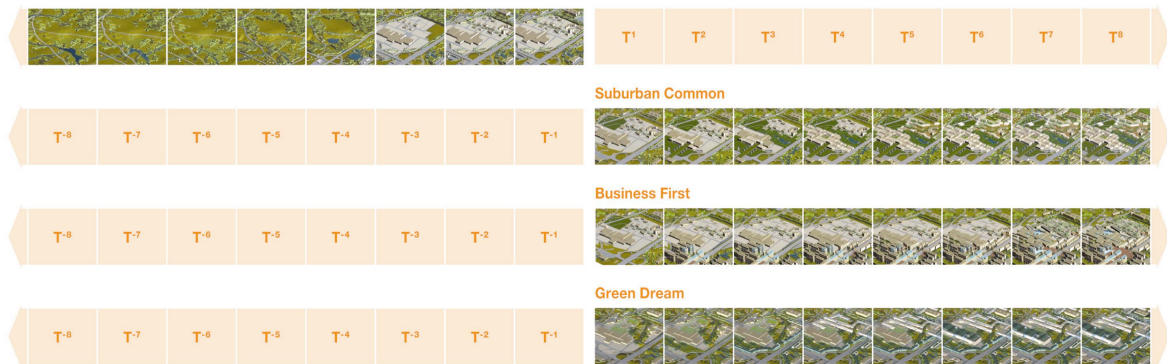 T¹ T² T³ T⁴ T⁵ T⁶ T⁷ T⁸
Suburban Common
T⁻⁸ T⁻⁷ T⁻⁶ T⁻⁵ T⁻⁴ T⁻³ T⁻² T⁻¹
Business First
T⁻⁸ T⁻⁷ T⁻⁶ T⁻⁵ T⁻⁴ T⁻³ T⁻² T⁻¹
Green Dream
T⁻⁸ T⁻⁷ T⁻⁶ T⁻⁵ T⁻⁴ T⁻³ T⁻² T⁻¹